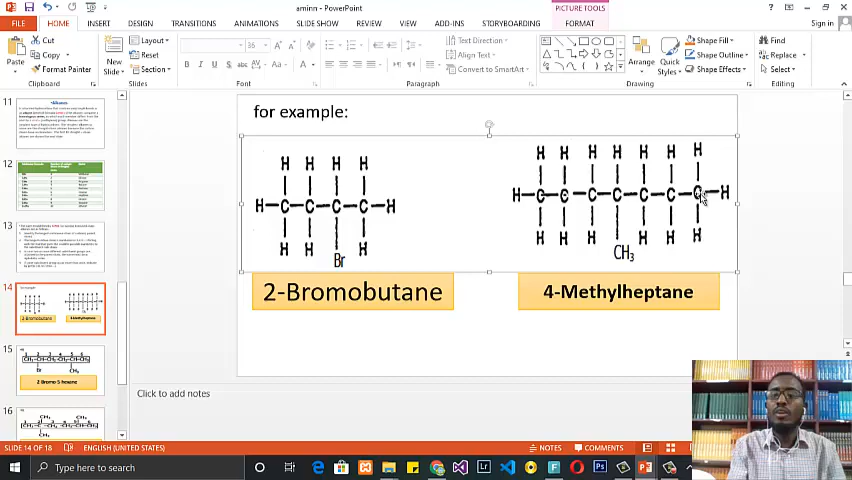 aminn - PowerPoint
PICTURE TOOLS
Sign in
FILE
HOME
INSERT
DESIGN
TRANSITIONS
ANIMATIONS
SLIDE SHOW
REVIEW
VIEW
ADD-INS
STORYBOARDING
FORMAT
Paste
Cut
Copy
Format Painter
Clipboard
New Slide
Layout
Reset
Section
Slides
36
B I U S
Font
Paragraph
Text Direction
Align Text
Convert to SmartArt
Arrange
Quick Styles
Shape Fill
Shape Outline
Shape Effects
Drawing
Find
Replace
Select
Editing
11
12
13
14
15
16
for example:
H H H H
H C C C C H
H H Br H
H H H H H H H
H C C C C C C C H
H H H CH3 H H H
2-Bromobutane
4-Methylheptane
Click to add notes
SLIDE 14 OF 18
ENGLISH (UNITED STATES)
NOTES
COMMENTS
Type here to search